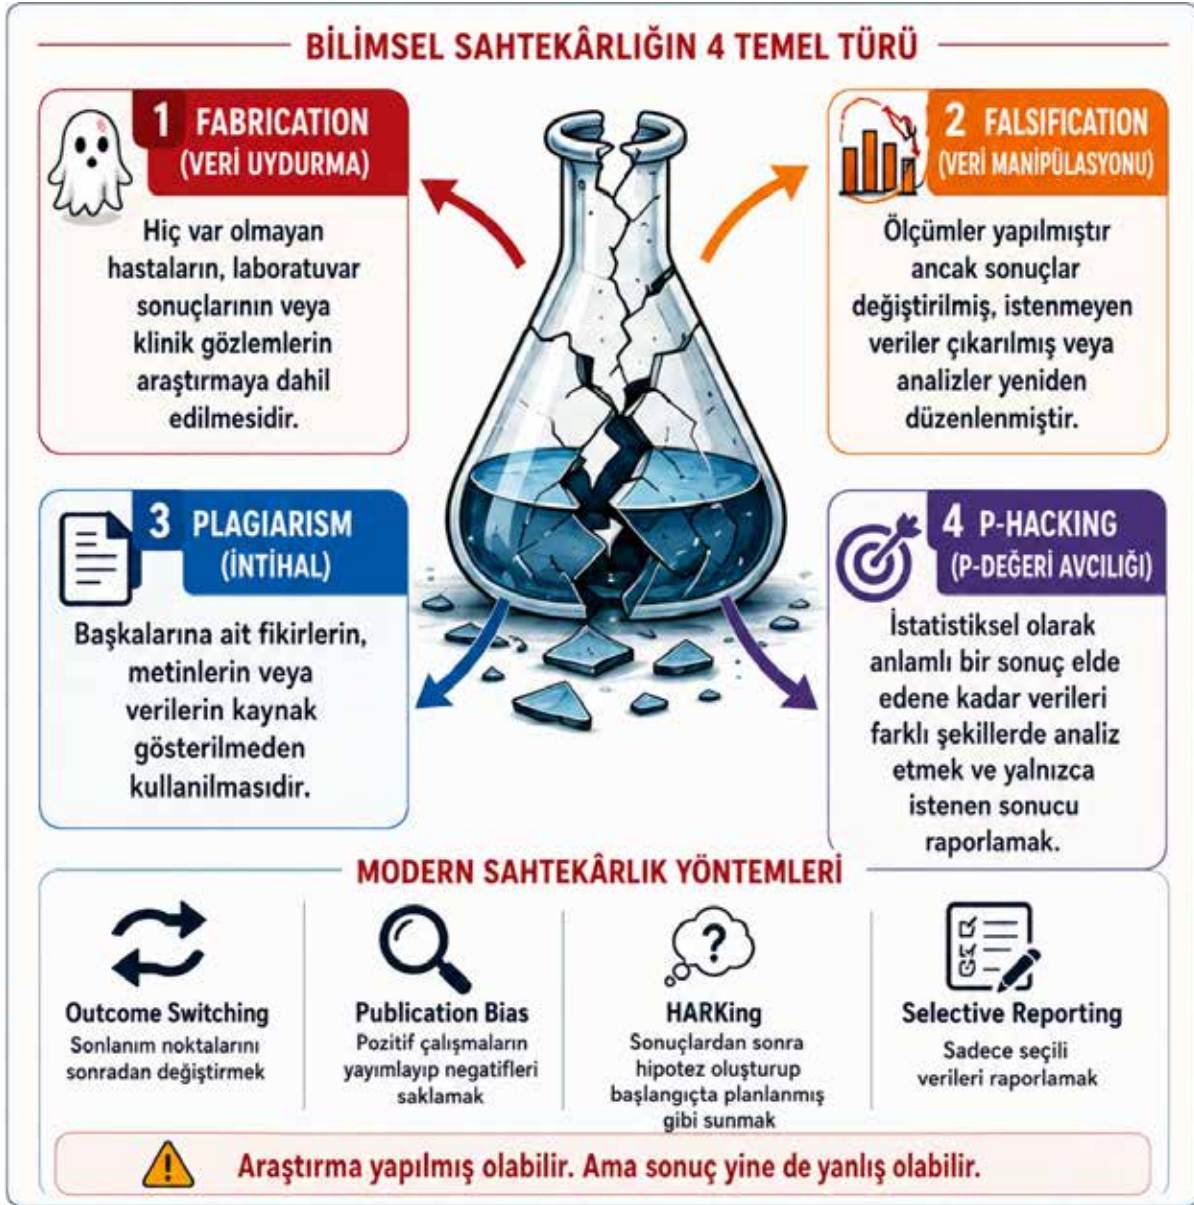 BİLİMSEL SAHTEKÂRLIĞIN 4 TEMEL TÜRÜ
1 FABRICATION
(VERİ UYDURMA)
Hiç var olmayan
hastaların, laboratuvar
sonuçlarının veya
klinik gözlemlerin
araştırmaya dahil
edilmesidir.
2 FALSIFICATION
(VERİ MANİPÜLASYONU)
Ölçümler yapılmıştır
ancak sonuçlar
değiştirilmiş, istenmeyen
veriler çıkarılmış veya
analizler yeniden
düzenlenmiştir.
3 PLAGIARISM
(İNTİHAL)
Başkalarına ait fikirlerin,
metinlerin veya
verilerin kaynak
gösterilmeden
kullanılmasıdır.
4 P-HACKING
(P-DEĞERİ AVCILIĞI)
İstatistiksel olarak
anlamlı bir sonuç elde
edene kadar verileri
farklı şekillerde analiz
etmek ve yalnızca
istenen sonucu
raporlamak.
MODERN SAHTEKÂRLIK YÖNTEMLERİ
Outcome Switching
Sonlanım noktalarını
sonradan değiştirmek
Publication Bias
Pozitif çalışmaların
yayımlayıp negatifleri
saklamak
?
HARKing
Sonuçlardan sonra
hipotez oluşturup
başlangıçta planlanmış
gibi sunmak
Selective Reporting
Sadece seçili
verileri raporlamak
Araştırma yapılmış olabilir. Ama sonuç yine de yanlış olabilir.